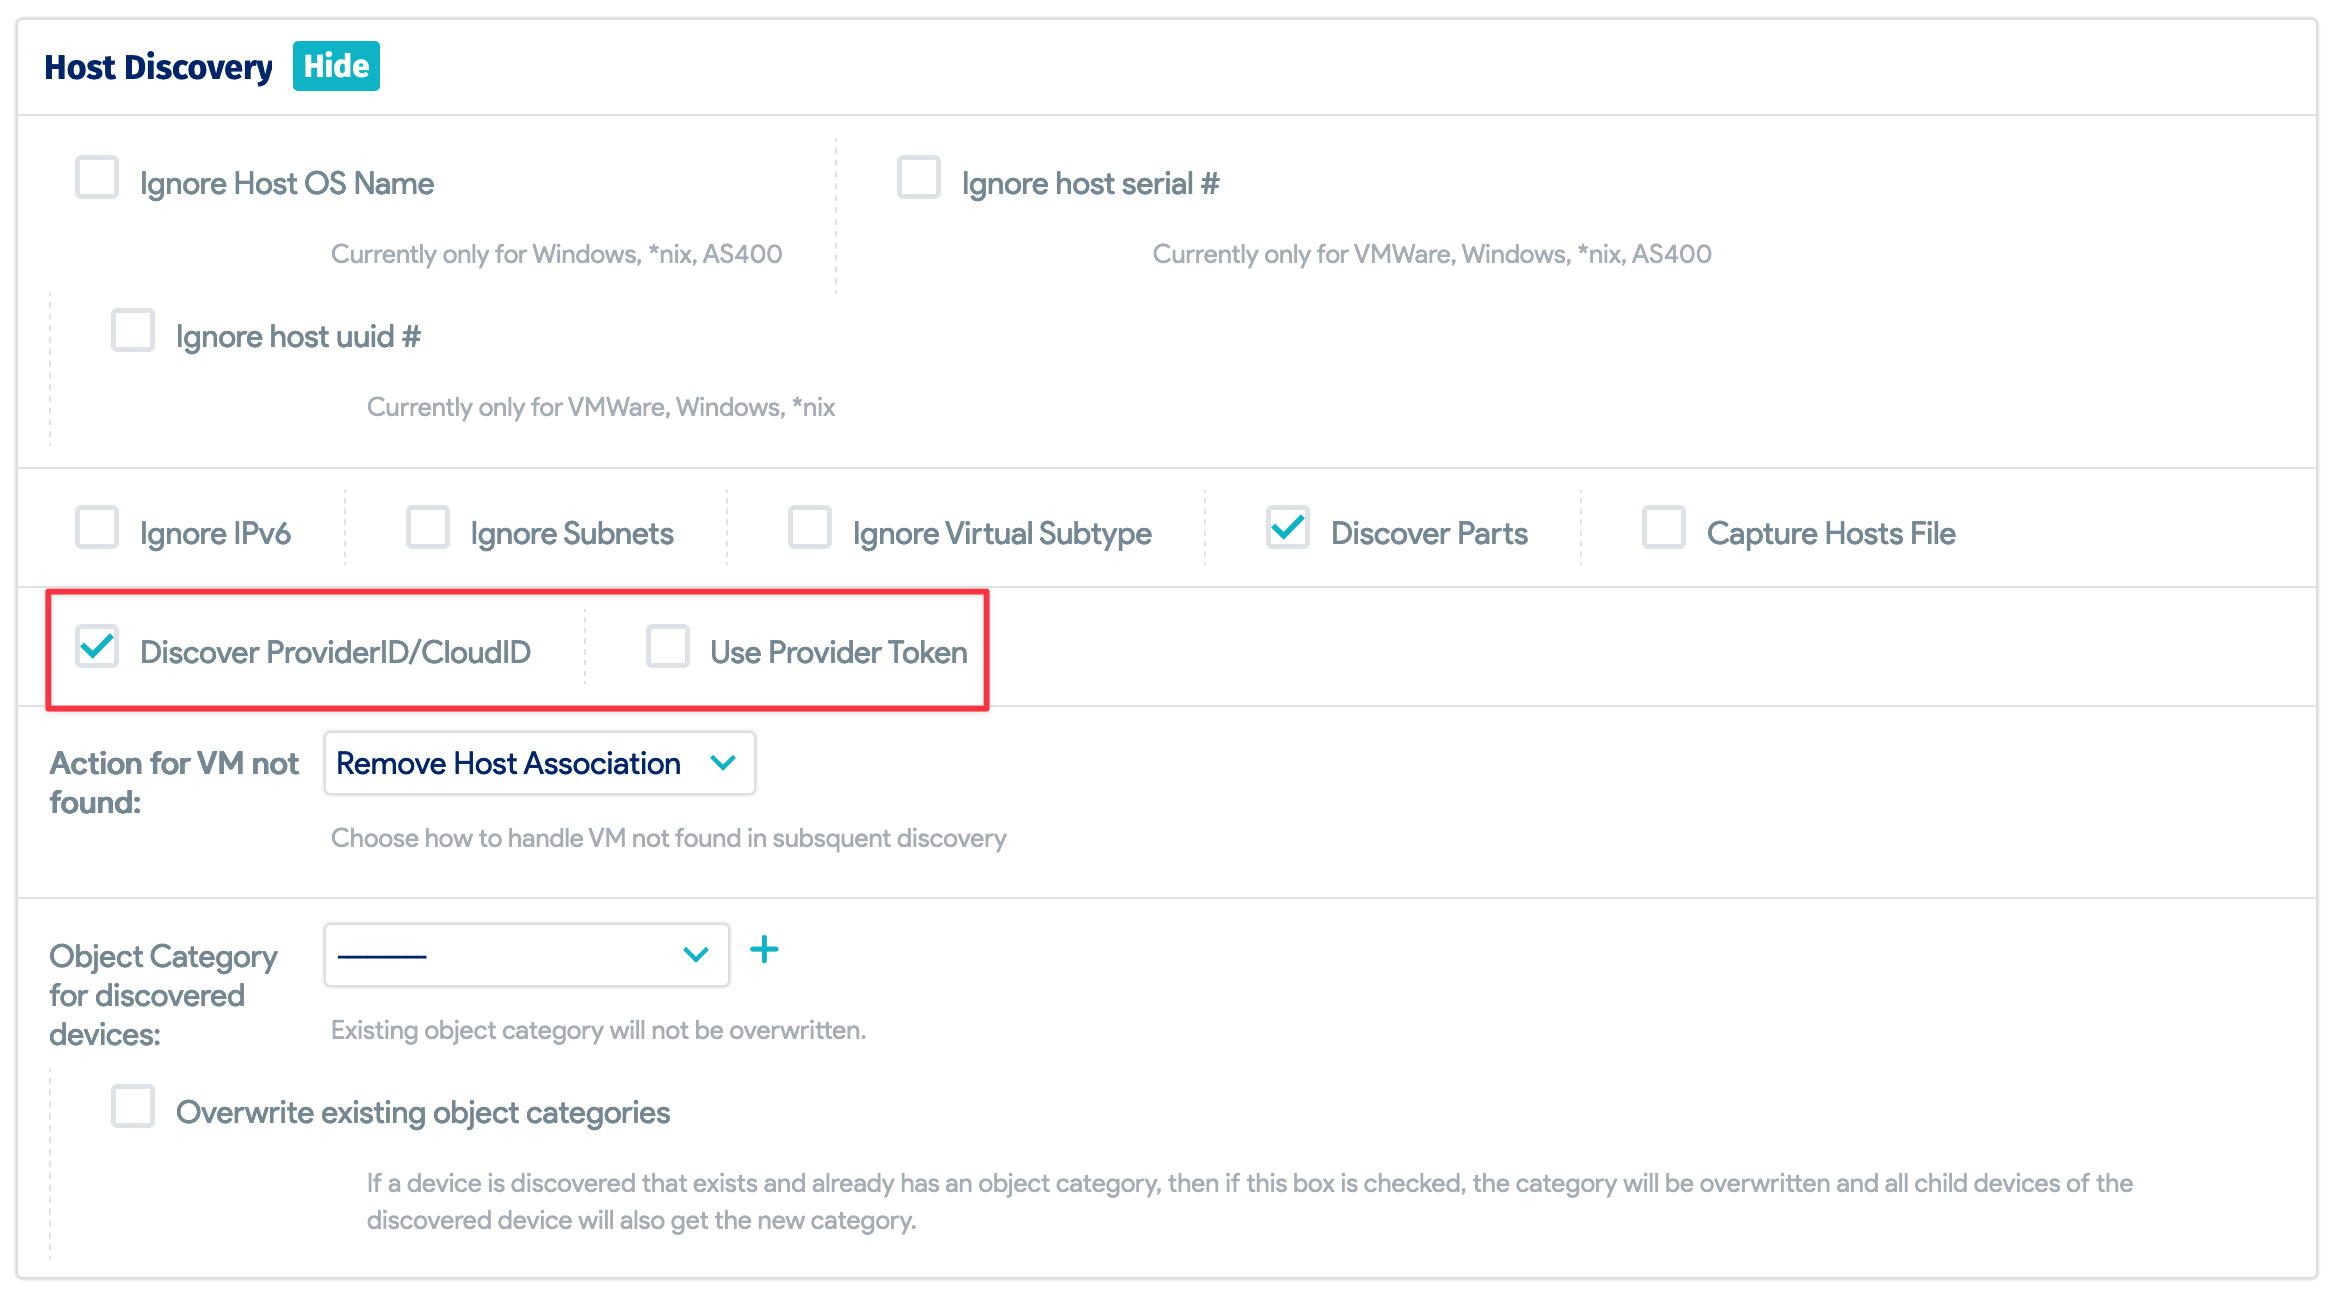 Host Discovery Hide
Ignore Host OS Name
Ignore host serial #
Currently only for Windows, *nix, AS400
Currently only for VMWare, Windows, *nix, AS400
Ignore host uuid #
Currently only for VMWare, Windows, *nix
Ignore IPv6
Ignore Subnets
Ignore Virtual Subtype
Discover Parts
Capture Hosts File
Discover ProviderID/CloudID
Use Provider Token
Action for VM not
found:
Remove Host Association
Choose how to handle VM not found in subsquent discovery
Object Category
for discovered
devices:
---------
Existing object category will not be overwritten.
Overwrite existing object categories
If a device is discovered that exists and already has an object category, then if this box is checked, the category will be overwritten and all child devices of the
discovered device will also get the new category.